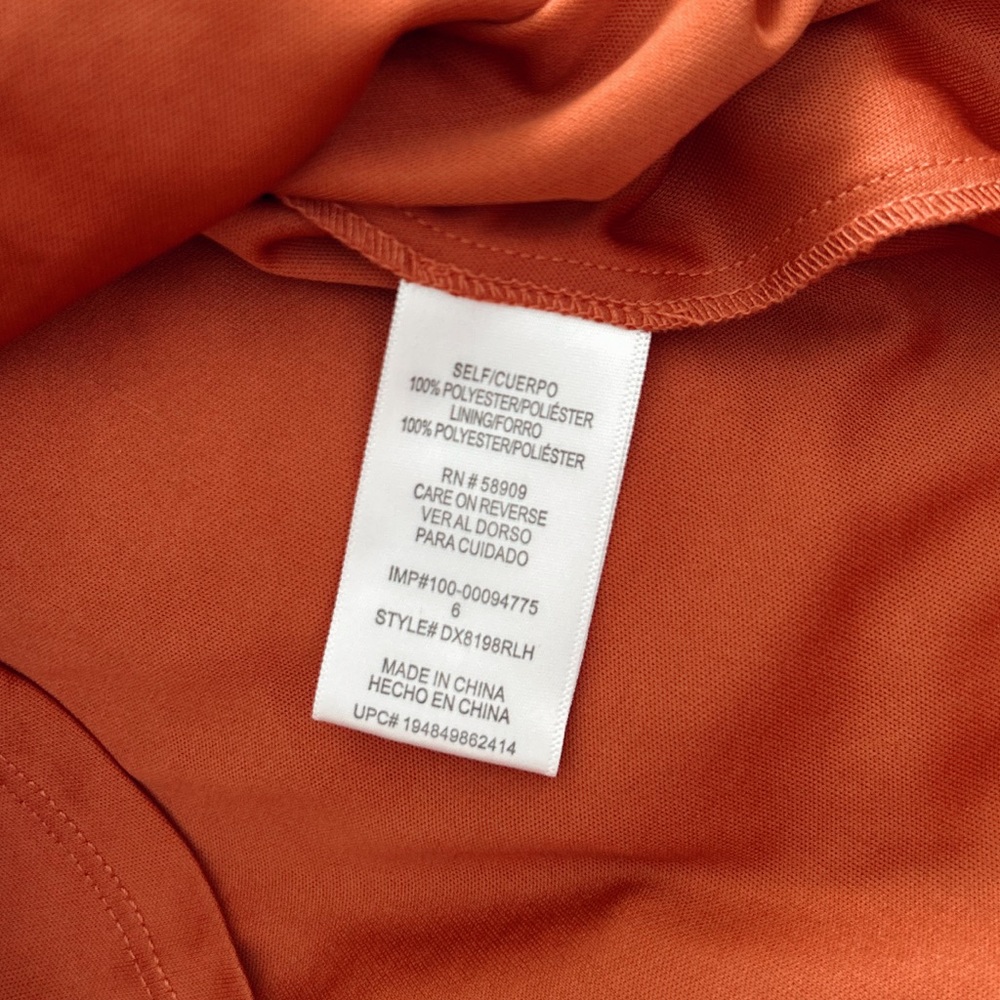 SELF/CUERPO
100% POLYESTER/POLIÉSTER
LINING/FORRO
100% POLYESTER/POLIÉSTER
RN # 58909
CARE ON REVERSE
VER AL DORSO
PARA CUIDADO
IMP#100-00094775
6
STYLE# DX8198RLH
MADE IN CHINA
HECHO EN CHINA
UPC# 194849862414